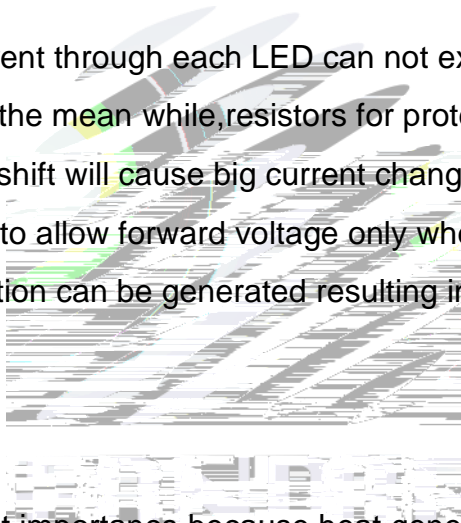 ent through each LED can not ex
the mean while,resistors for prote
shift will cause big current chang
to allow forward voltage only whe
tion can be generated resulting in
t importance because heat gene